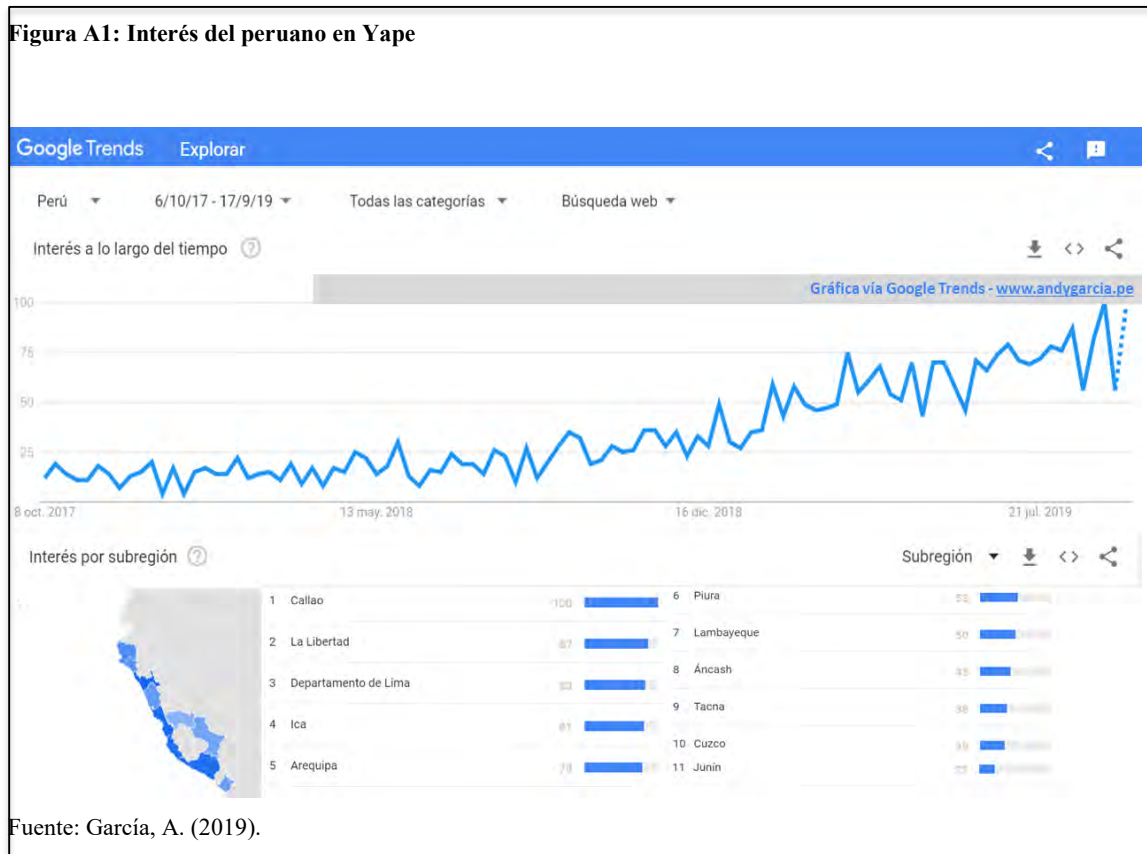 Figura A1: Interés del peruano en Yape
Google Trends Explorar
Perú 6/10/17 - 17/9/19 Todas las categorías Búsqueda web
Interés a lo largo del tiempo
Gráfica vía Google Trends - www.andygarcia.pe
100
75
50
25
8 oct. 2017 13 may. 2018 16 dic. 2018 21 jul. 2019
Interés por subregión Subregión
1 Callao 100
2 La Libertad 87
3 Departamento de Lima
4 Ica 81
5 Arequipa
6 Piura
7 Lambayeque 50
8 Áncash
9 Tacna
10 Cuzco
11 Junín
Fuente: García, A. (2019).